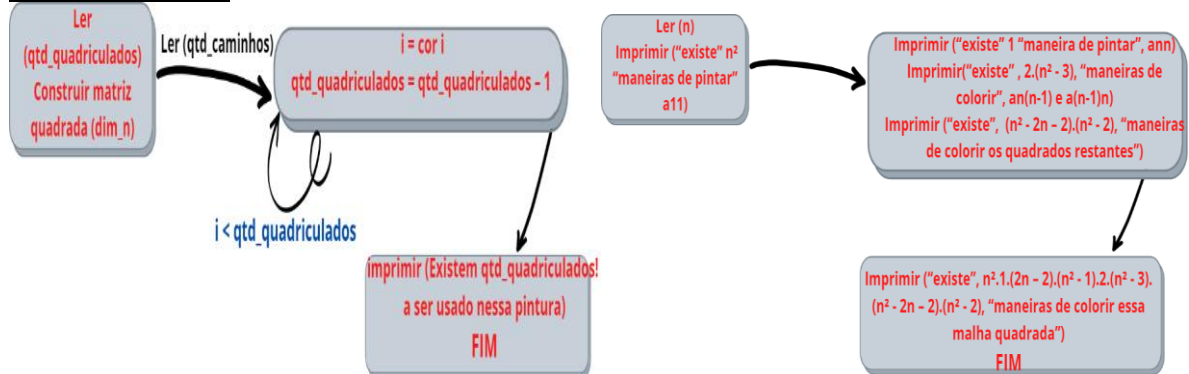 Ler
(qtd_quadriculados)
Construir matriz
quadrada (dim_n)
Ler (qtd_caminhos)
i = cor i
qtd_quadriculados = qtd_quadriculados – 1
i < qtd_quadriculados
imprimir (Existem qtd_quadriculados!
a ser usado nessa pintura)
FIM
Ler (n)
Imprimir (“existe” n²
“maneiras de pintar”
a11)
Imprimir (“existe” 1 “maneira de pintar”, ann)
Imprimir(“existe” , 2.(n² - 3), “maneiras de
colorir”, an(n-1) e a(n-1)n)
Imprimir (“existe”, (n² - 2n – 2).(n² - 2), “maneiras
de colorir os quadrados restantes”)
Imprimir (“existe”, n².1.(2n – 2).(n² - 1).2.(n² - 3).
(n² - 2n – 2).(n² - 2), “maneiras de colorir essa
malha quadrada”)
FIM